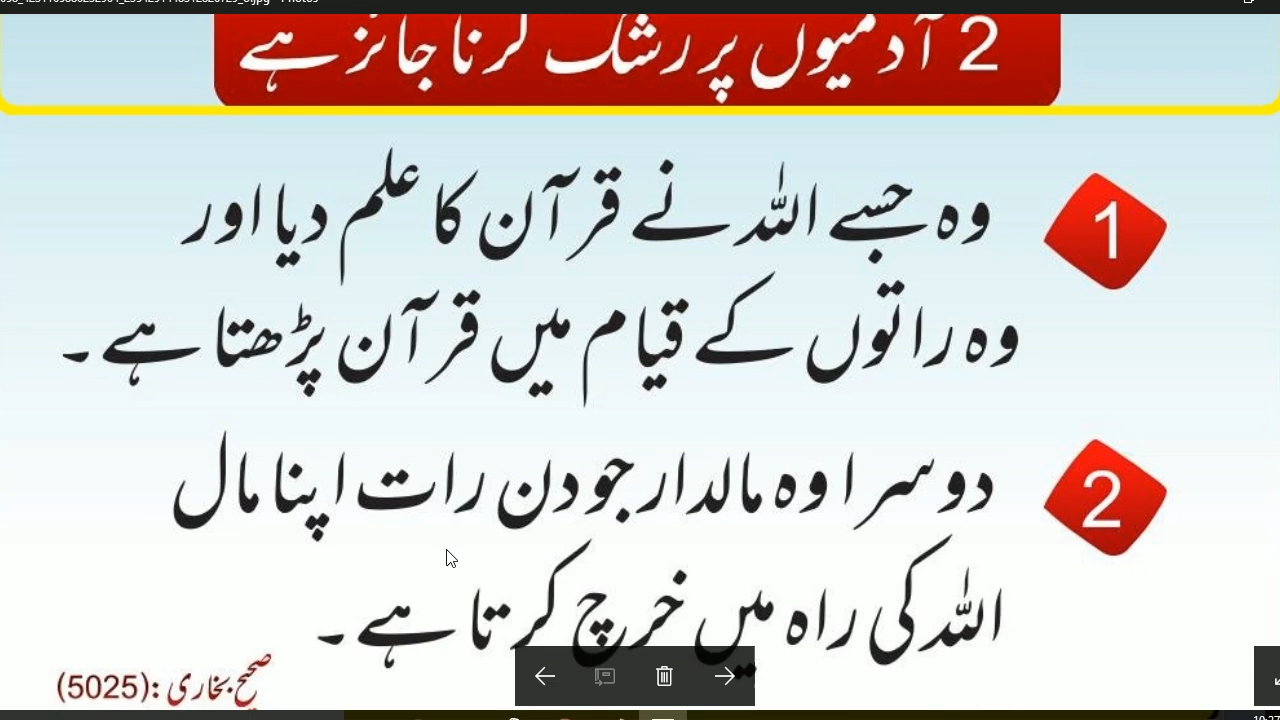 2 آدمیوں پر رشک کرنا جائز ہے
1 وہ جسے اللہ نے قرآن کا علم دیا اور
وہ راتوں کے قیام میں قرآن پڑھتا ہے۔
2 دوسرا وہ مالدار جو دن رات اپنا مال
اللہ کی راہ میں خرچ کرتا ہے۔
صحیح بخاری: (5025)